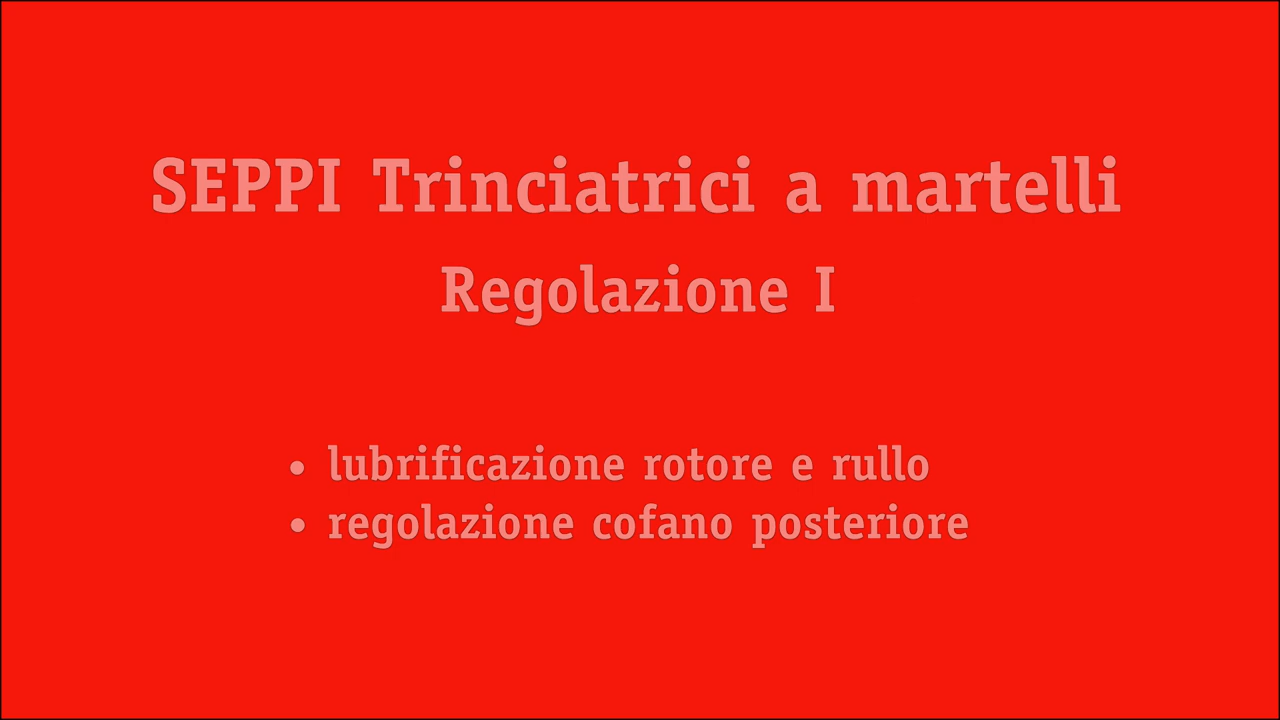 SEPPI Trinciatrici a martelli
Regolazione I
• lubrificazione rotore e rullo
• regolazione cofano posteriore